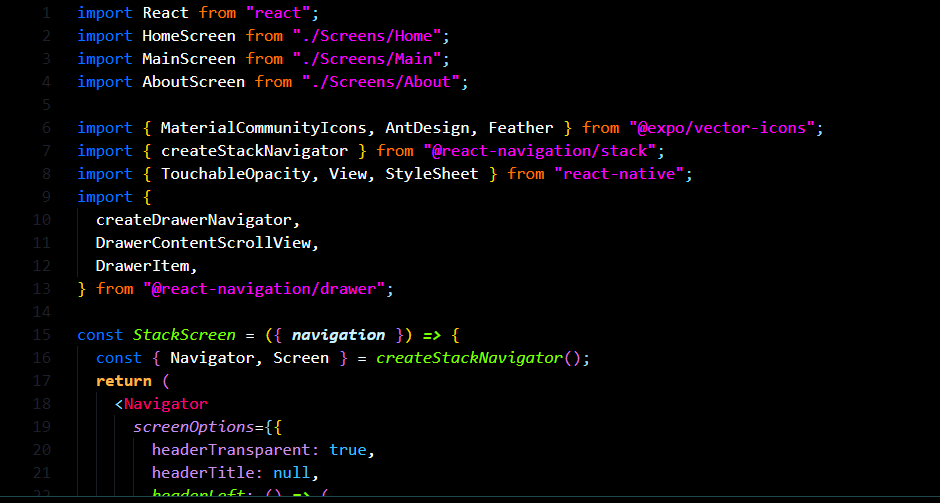 1 import React from "react";
2 import HomeScreen from "./Screens/Home";
3 import MainScreen from "./Screens/Main";
4 import AboutScreen from "./Screens/About";
5
6 import { MaterialCommunityIcons, AntDesign, Feather } from "@expo/vector-icons";
7 import { createStackNavigator } from "@react-navigation/stack";
8 import { TouchableOpacity, View, StyleSheet } from "react-native";
9 import {
10   createDrawerNavigator,
11   DrawerContentScrollView,
12   DrawerItem,
13 } from "@react-navigation/drawer";
14
15 const StackScreen = ({ navigation }) => {
16   const { Navigator, Screen } = createStackNavigator();
17   return (
18     <Navigator
19       screenOptions={{
20         headerTransparent: true,
21         headerTitle: null,
22         headerLeft: () => (